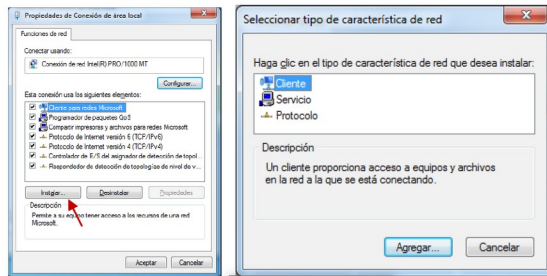 Propiedades de Conexión de área local
Funciones de red
Conectar usando:
Conexión de red Intel(R) PRO/1000 MT
Configurar...
Esta conexión usa los siguientes elementos:
Cliente para redes Microsoft
Programador de paquetes QoS
Compartir impresoras y archivos para redes Microsoft
Protocolo de Internet versión 6 (TCP/IPv6)
Protocolo de Internet versión 4 (TCP/IPv4)
Controlador de E/S del asignador de detección de topol...
Respondedor de detección de topologías de nivel de v...
Instalar...
Desinstalar
Propiedades
Descripción
Permite a su equipo tener acceso a los recursos de una red
Microsoft.
Aceptar
Cancelar
Seleccionar tipo de característica de red
Haga clic en el tipo de característica de red que desea instalar:
Cliente
Servicio
Protocolo
Descripción
Un cliente proporciona acceso a equipos y archivos
en la red a la que se está conectando.
Agregar...
Cancelar